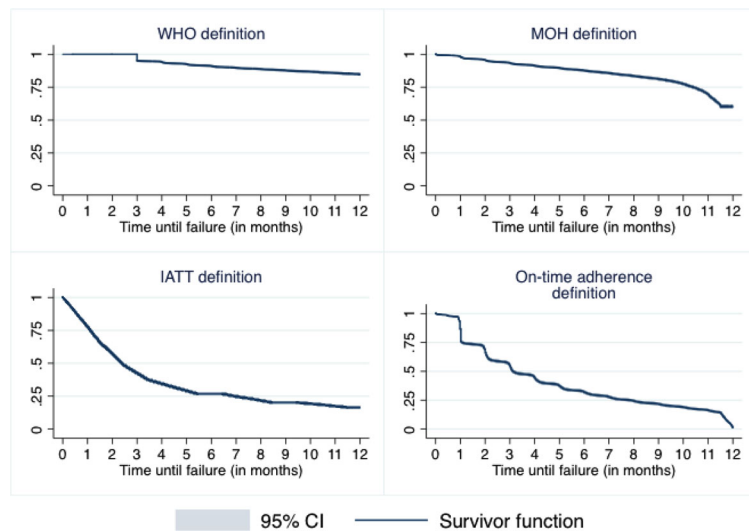 WHO definition
1
.75
.5
.25
0
0 1 2 3 4 5 6 7 8 9 10 11 12
Time until failure (in months)
MOH definition
1
.75
.5
.25
0
0 1 2 3 4 5 6 7 8 9 10 11 12
Time until failure (in months)
IATT definition
1
.75
.5
.25
0
0 1 2 3 4 5 6 7 8 9 10 11 12
Time until failure (in months)
On-time adherence
definition
1
.75
.5
.25
0
0 1 2 3 4 5 6 7 8 9 10 11 12
Time until failure (in months)
95% CI Survivor function